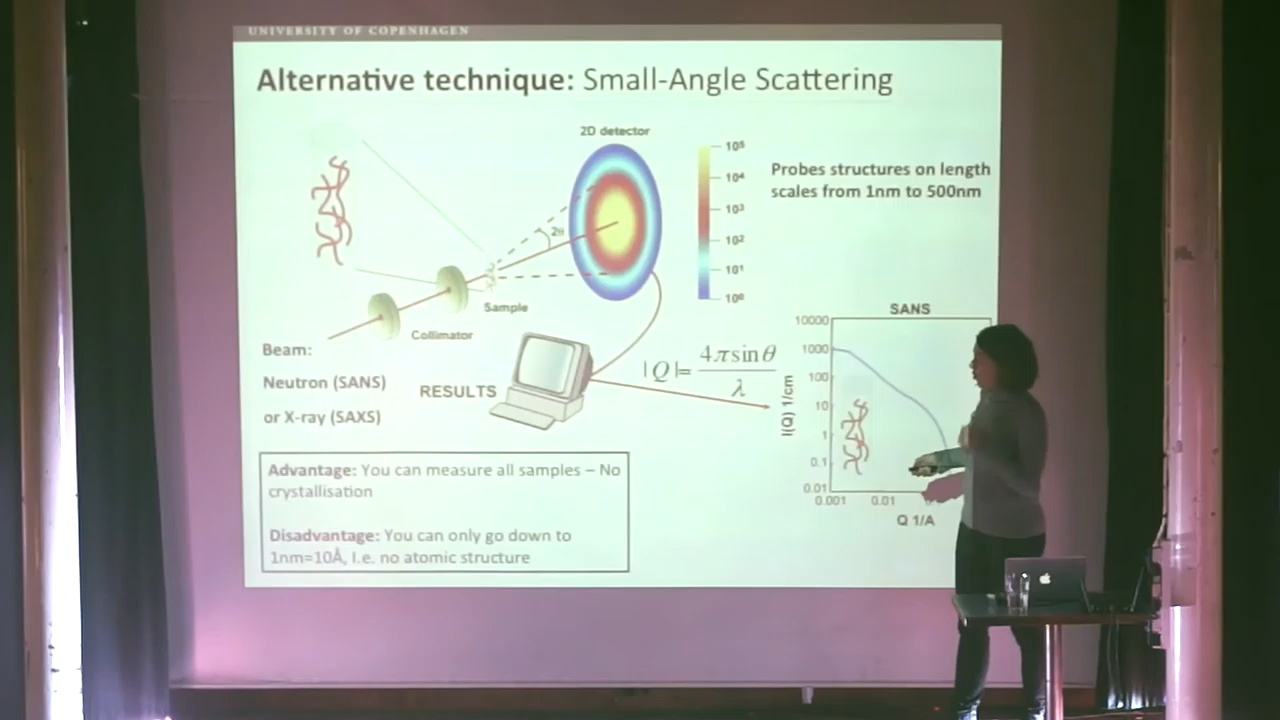 UNIVERSITY OF COPENHAGEN
Alternative technique: Small-Angle Scattering
2D detector
10⁵
10⁴
10³
10²
10¹
10⁰
Probes structures on length
scales from 1nm to 500nm
2θ
Sample
Collimator
Beam:
Neutron (SANS)
or X-ray (SAXS)
RESULTS
|Q|= 4πsinθ
λ
SANS
10000
1000
100
10
1
0.1
0.01
I(Q) 1/cm
0.001 0.01
Q 1/A
Advantage: You can measure all samples – No
crystallisation
Disadvantage: You can only go down to
1nm=10Å, I.e. no atomic structure